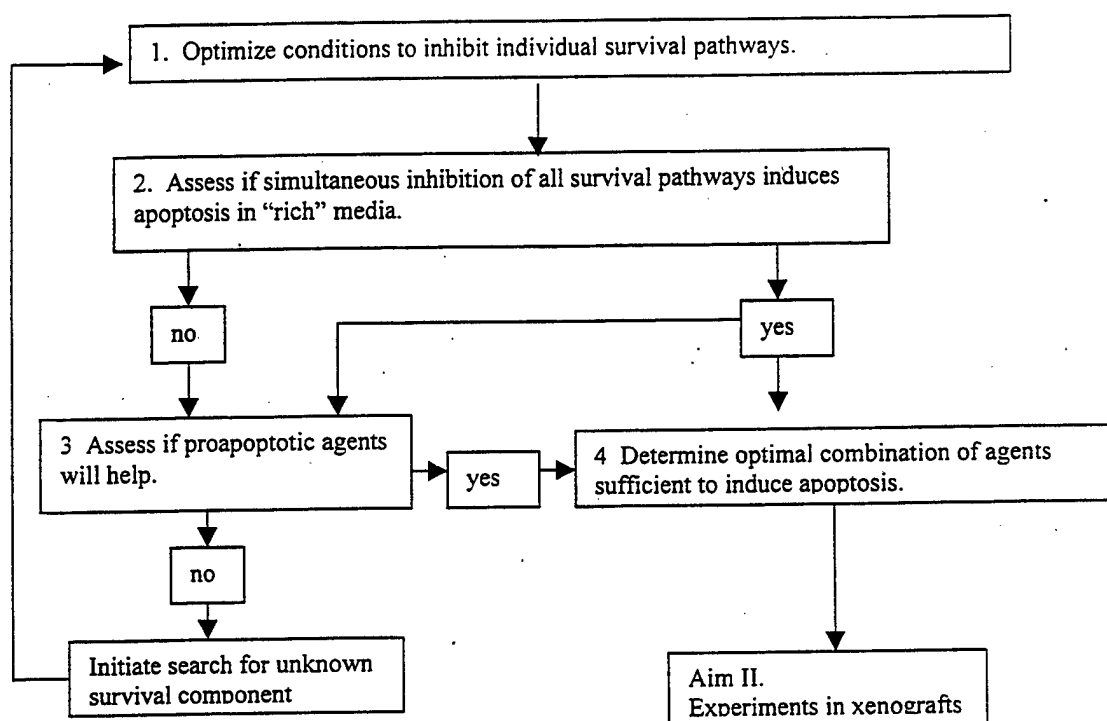 1. Optimize conditions to inhibit individual survival pathways.
2. Assess if simultaneous inhibition of all survival pathways induces
apoptosis in “rich” media.
no
yes
3 Assess if proapoptotic agents
will help.
yes
4 Determine optimal combination of agents
sufficient to induce apoptosis.
no
Initiate search for unknown
survival component
Aim II.
Experiments in xenografts